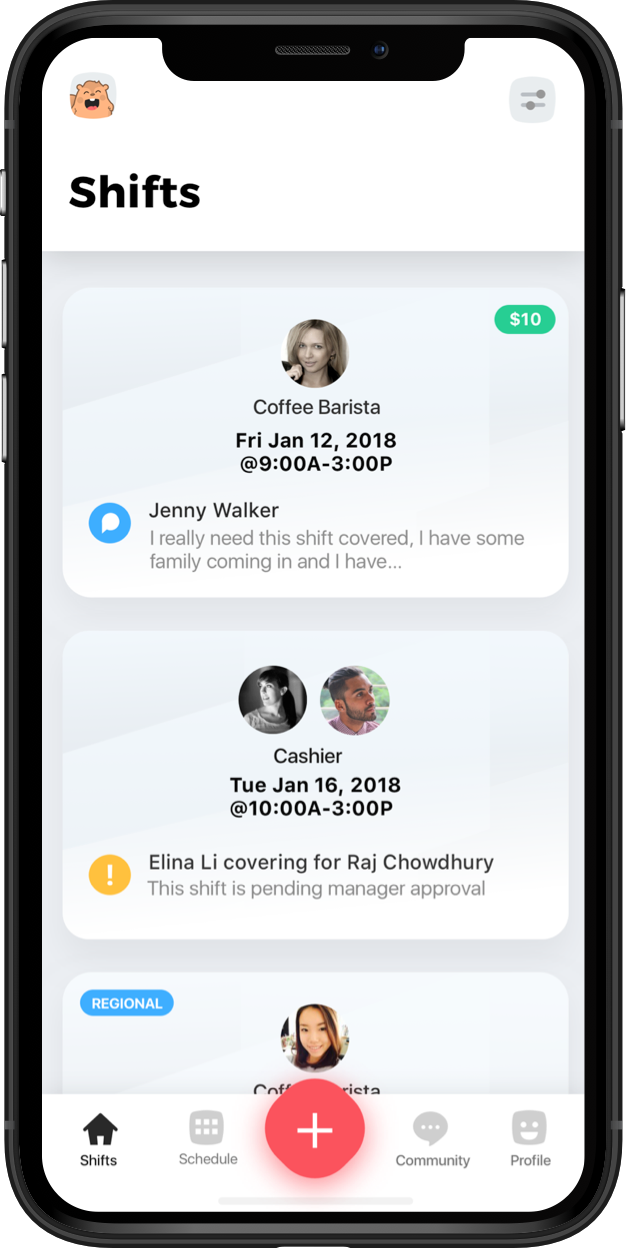 Shifts
$10
Coffee Barista
Fri Jan 12, 2018
@9:00A-3:00P
Jenny Walker
I really need this shift covered, I have some
family coming in and I have...
Cashier
Tue Jan 16, 2018
@10:00A-3:00P
!
Elina Li covering for Raj Chowdhury
This shift is pending manager approval
REGIONAL
Shifts
Schedule
Community
Profile